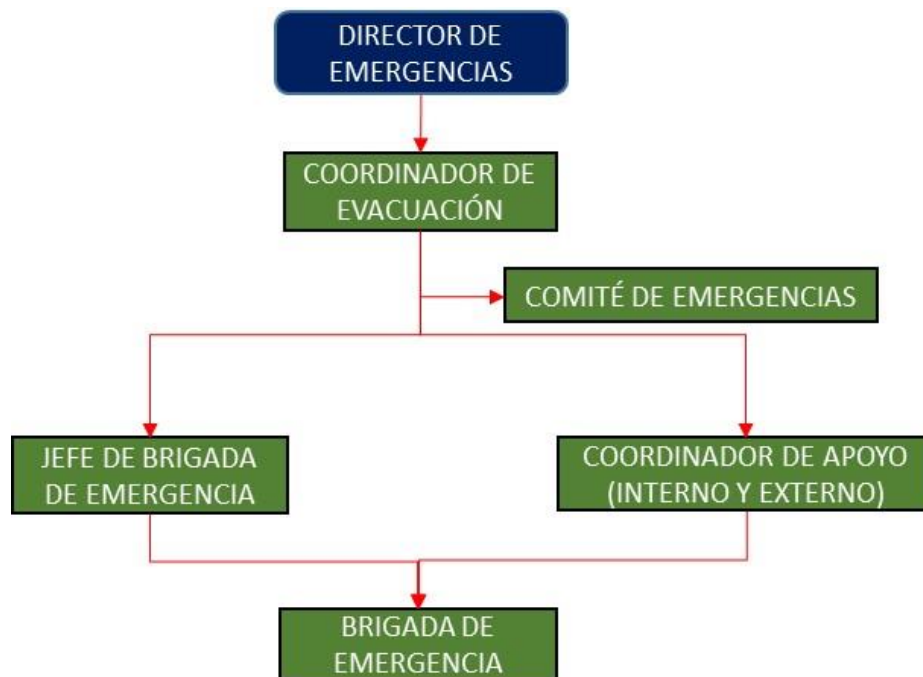 DIRECTOR DE
EMERGENCIAS
COORDINADOR DE
EVACUACIÓN
COMITÉ DE EMERGENCIAS
JEFE DE BRIGADA
DE EMERGENCIA
COORDINADOR DE APOYO
(INTERNO Y EXTERNO)
BRIGADA DE
EMERGENCIA